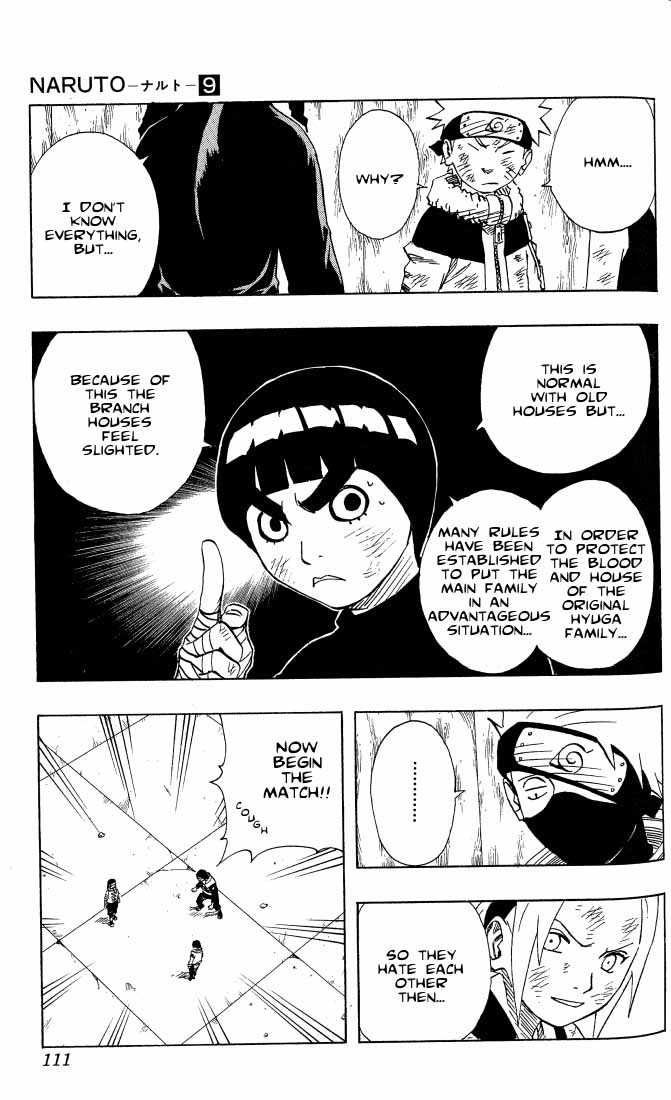 NARUTO —ナルト— 9
HMM....
WHY?
I DON'T
KNOW
EVERYTHING,
BUT...
THIS IS
NORMAL
WITH OLD
HOUSES BUT...
BECAUSE OF
THIS THE
BRANCH
HOUSES
FEEL
SLIGHTED.
IN ORDER
TO PROTECT
THE BLOOD
AND HOUSE
OF THE
ORIGINAL
HYUGA
FAMILY...
MANY RULES
HAVE BEEN
ESTABLISHED
TO PUT THE
MAIN FAMILY
IN AN
ADVANTAGEOUS
SITUATION...
.........
SO THEY
HATE EACH
OTHER
THEN...
NOW
BEGIN
THE
MATCH!!
COUGH
111